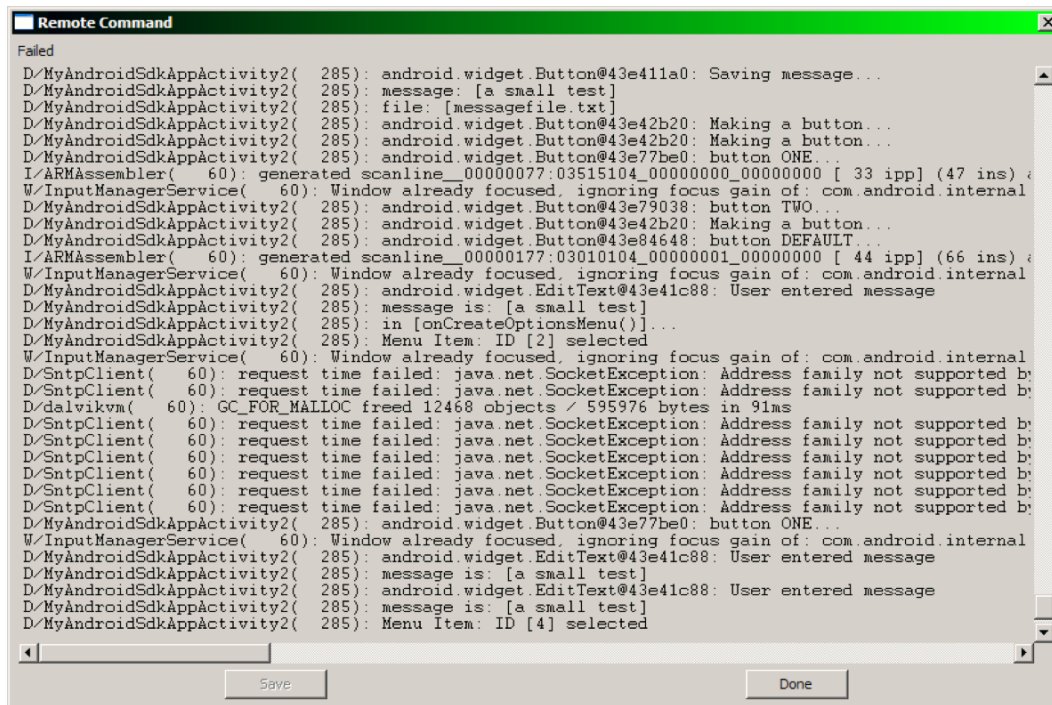 Remote Command
Failed
D/MyAndroidSdkAppActivity2(  285): android.widget.Button@43e411a0: Saving message...
D/MyAndroidSdkAppActivity2(  285): message: [a small test]
D/MyAndroidSdkAppActivity2(  285): file: [messagefile.txt]
D/MyAndroidSdkAppActivity2(  285): android.widget.Button@43e42b20: Making a button...
D/MyAndroidSdkAppActivity2(  285): android.widget.Button@43e42b20: Making a button...
D/MyAndroidSdkAppActivity2(  285): android.widget.Button@43e77be0: button ONE...
I/ARMAssembler(   60): generated scanline__00000077:03515104_00000000_00000000 [ 33 ipp] (47 ins)
W/InputManagerService(   60): Window already focused, ignoring focus gain of: com.android.internal
D/MyAndroidSdkAppActivity2(  285): android.widget.Button@43e79038: button TWO...
D/MyAndroidSdkAppActivity2(  285): android.widget.Button@43e42b20: Making a button...
D/MyAndroidSdkAppActivity2(  285): android.widget.Button@43e84648: button DEFAULT...
I/ARMAssembler(   60): generated scanline__00000177:03010104_00000001_00000000 [ 44 ipp] (66 ins)
W/InputManagerService(   60): Window already focused, ignoring focus gain of: com.android.internal
D/MyAndroidSdkAppActivity2(  285): android.widget.EditText@43e41c88: User entered message
D/MyAndroidSdkAppActivity2(  285): message is: [a small test]
D/MyAndroidSdkAppActivity2(  285): in [onCreateOptionsMenu()]...
D/MyAndroidSdkAppActivity2(  285): Menu Item: ID [2] selected
W/InputManagerService(   60): Window already focused, ignoring focus gain of: com.android.internal
D/SntpClient(   60): request time failed: java.net.SocketException: Address family not supported by
D/SntpClient(   60): request time failed: java.net.SocketException: Address family not supported by
D/dalvikvm(   60): GC_FOR_MALLOC freed 12468 objects / 595976 bytes in 91ms
D/SntpClient(   60): request time failed: java.net.SocketException: Address family not supported by
D/SntpClient(   60): request time failed: java.net.SocketException: Address family not supported by
D/SntpClient(   60): request time failed: java.net.SocketException: Address family not supported by
D/SntpClient(   60): request time failed: java.net.SocketException: Address family not supported by
D/SntpClient(   60): request time failed: java.net.SocketException: Address family not supported by
D/SntpClient(   60): request time failed: java.net.SocketException: Address family not supported by
D/MyAndroidSdkAppActivity2(  285): android.widget.Button@43e77be0: button ONE...
W/InputManagerService(   60): Window already focused, ignoring focus gain of: com.android.internal
D/MyAndroidSdkAppActivity2(  285): android.widget.EditText@43e41c88: User entered message
D/MyAndroidSdkAppActivity2(  285): message is: [a small test]
D/MyAndroidSdkAppActivity2(  285): android.widget.EditText@43e41c88: User entered message
D/MyAndroidSdkAppActivity2(  285): message is: [a small test]
D/MyAndroidSdkAppActivity2(  285): Menu Item: ID [4] selected
Save
Done